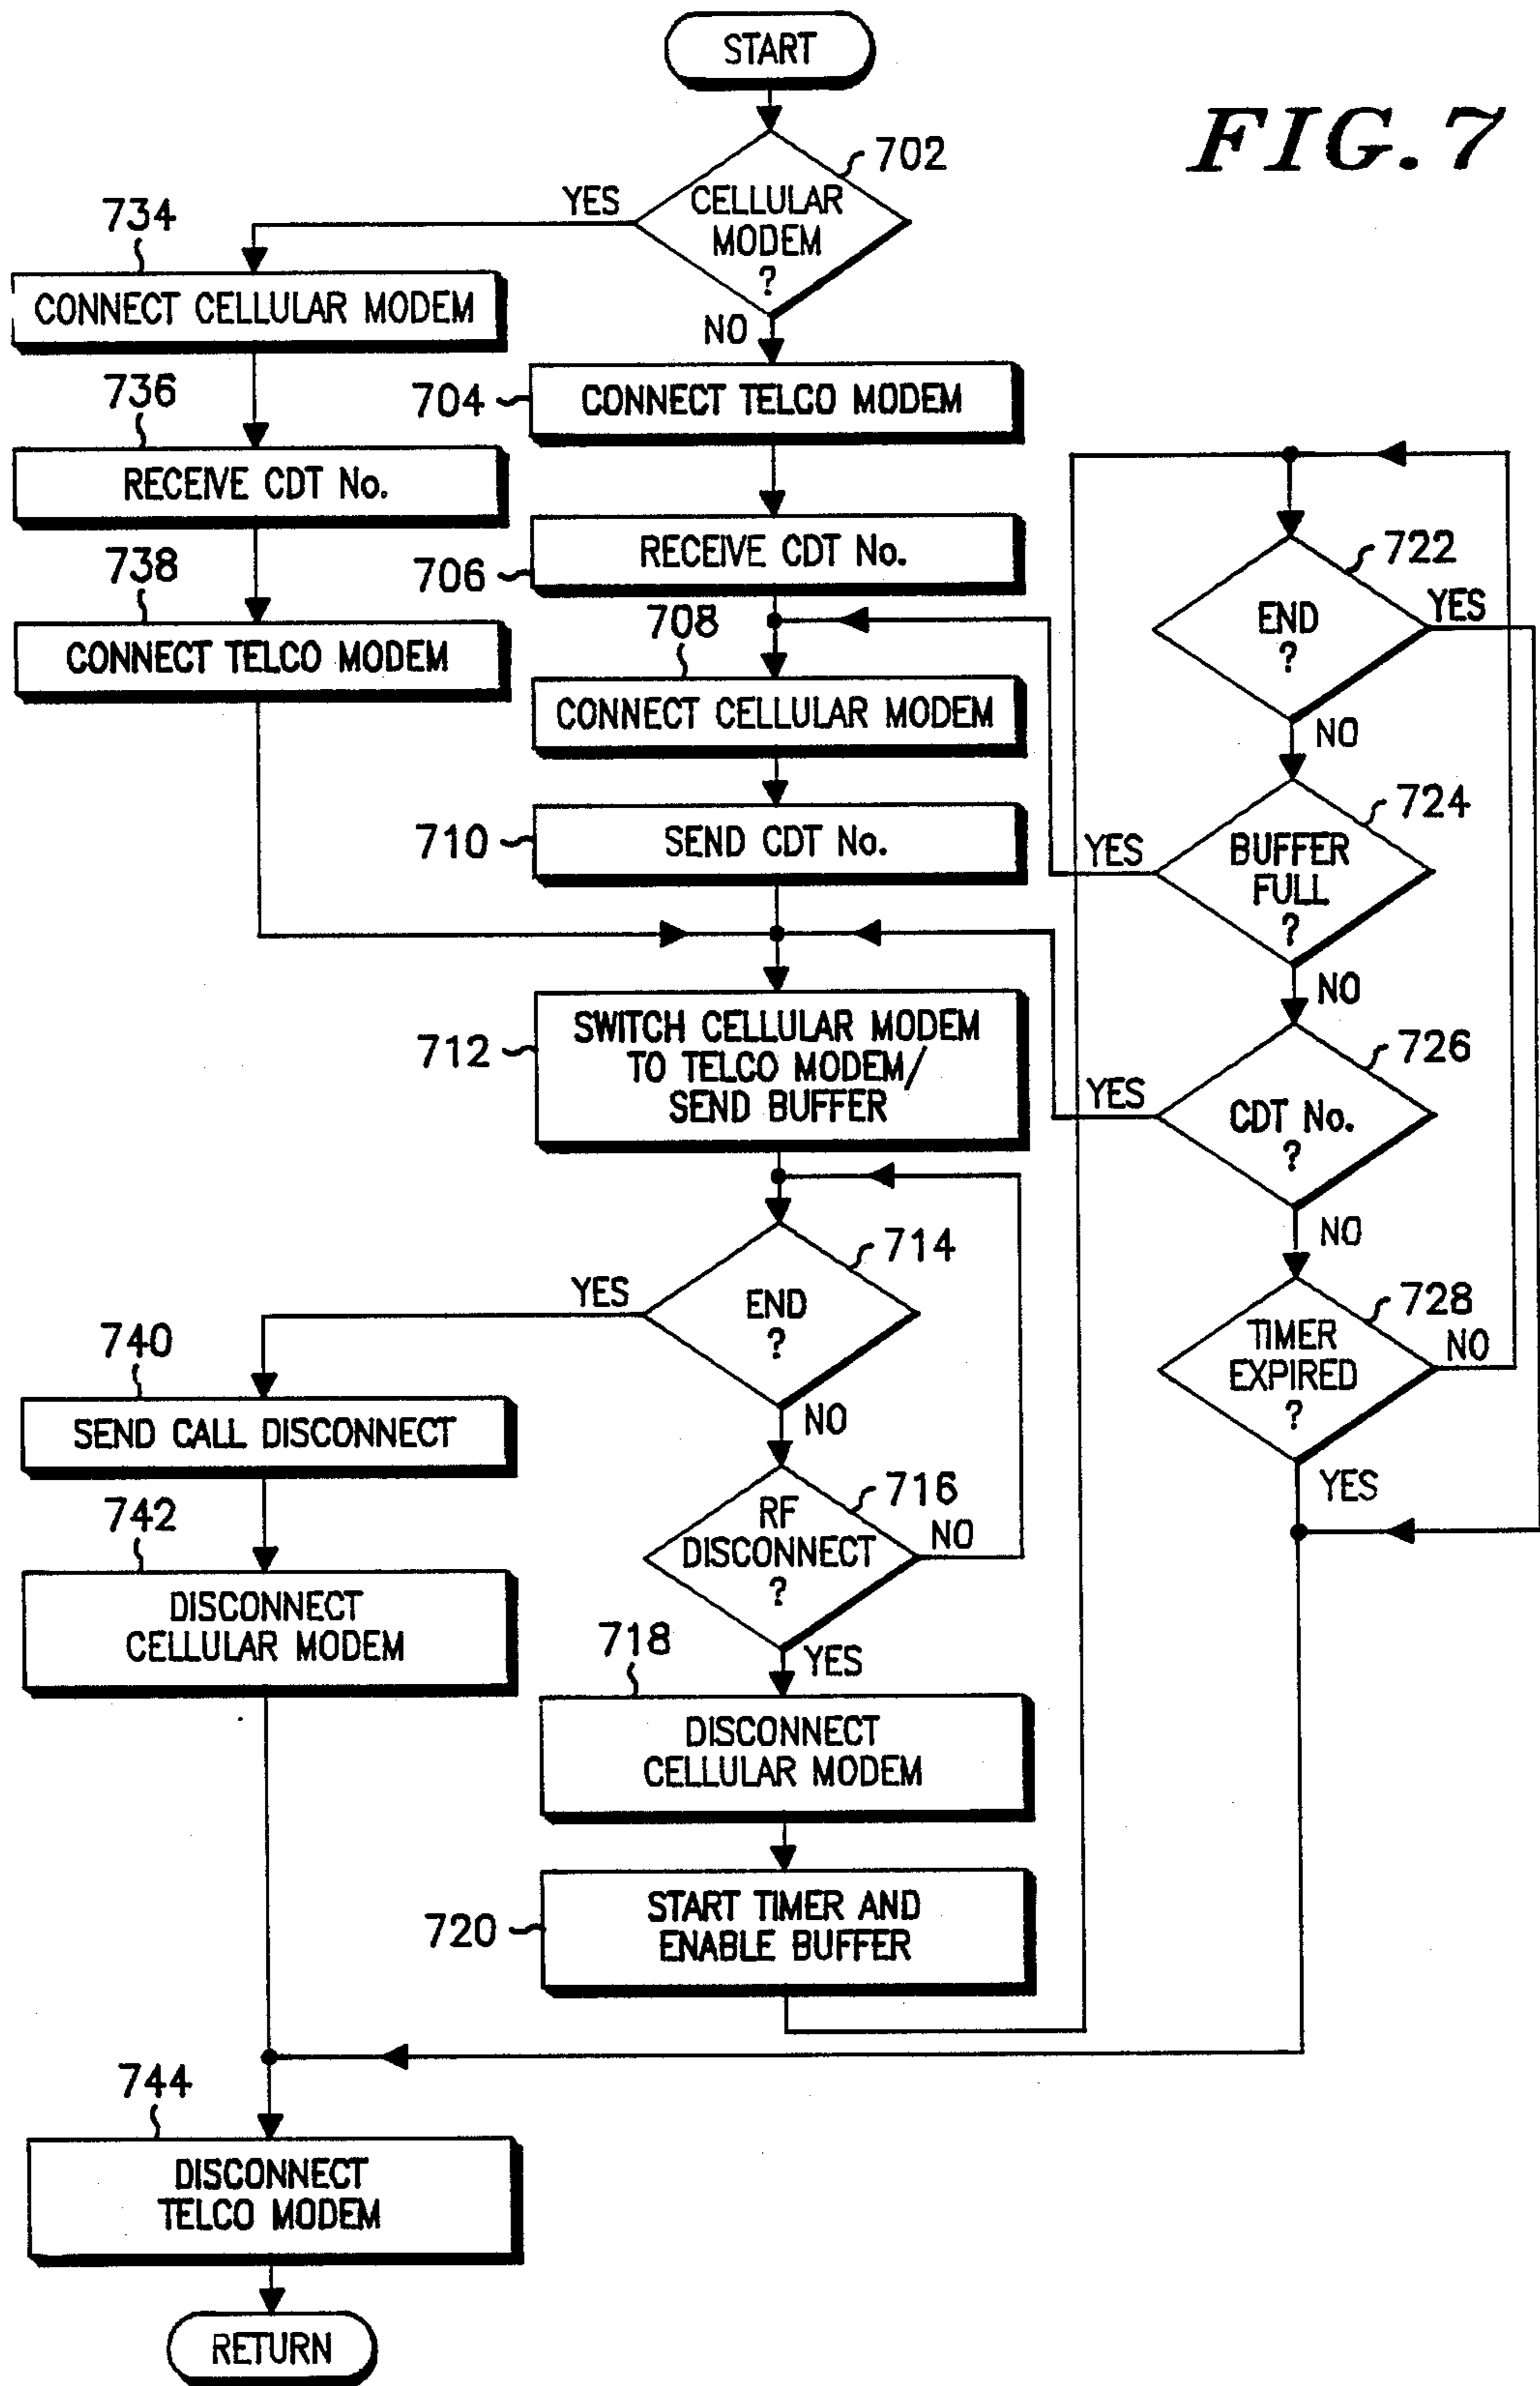 START
FIG. 7
702
CELLULAR
MODEM
?
YES
NO
734
CONNECT CELLULAR MODEM
704
CONNECT TELCO MODEM
736
RECEIVE CDT No.
706
RECEIVE CDT No.
738
CONNECT TELCO MODEM
708
CONNECT CELLULAR MODEM
710
SEND CDT No.
712
SWITCH CELLULAR MODEM
TO TELCO MODEM/
SEND BUFFER
714
END
?
YES
NO
716
RF
DISCONNECT
?
NO
YES
718
DISCONNECT
CELLULAR MODEM
720
START TIMER AND
ENABLE BUFFER
722
END
?
YES
NO
724
BUFFER
FULL
?
YES
NO
726
CDT No.
?
YES
NO
728
TIMER
EXPIRED
?
NO
YES
740
SEND CALL DISCONNECT
742
DISCONNECT
CELLULAR MODEM
744
DISCONNECT
TELCO MODEM
RETURN